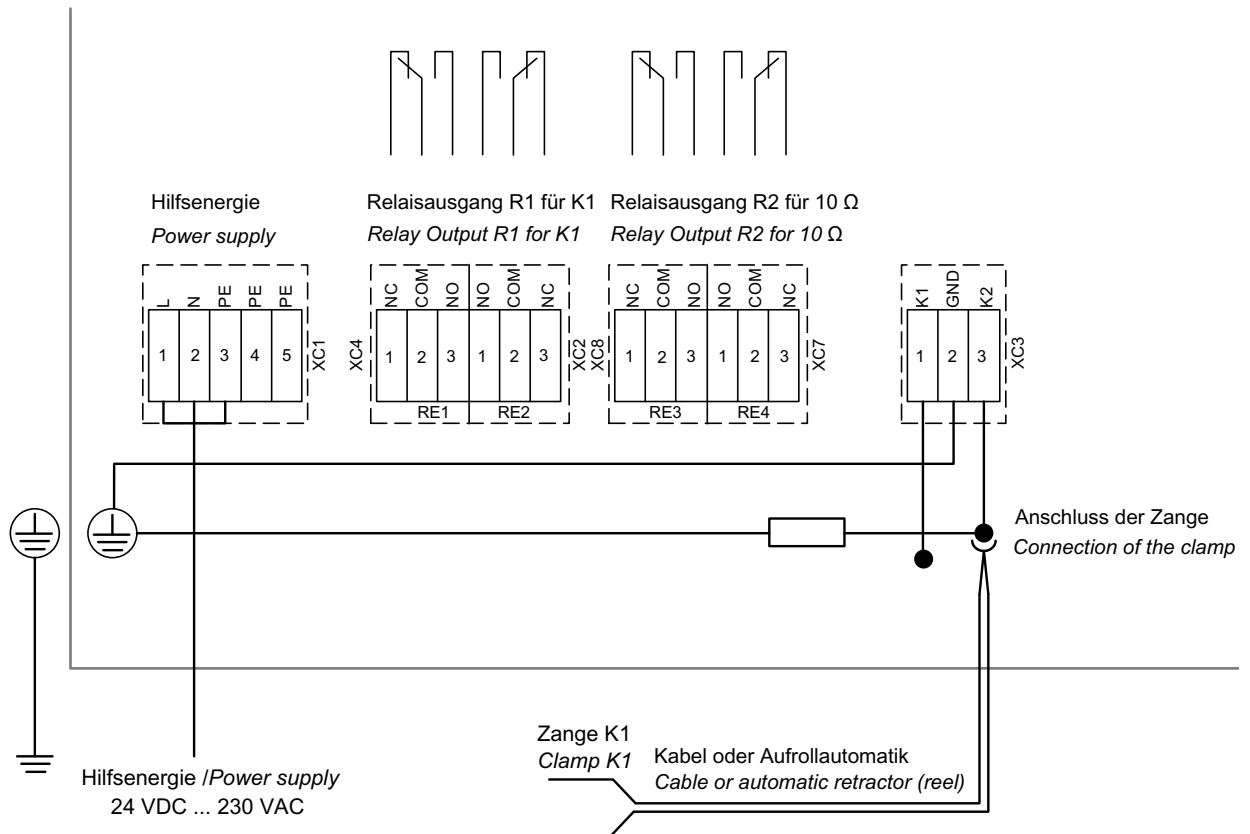 Hilfsenergie
Power supply
Relaisausgang R1 für K1
Relay Output R1 for K1
Relaisausgang R2 für 10 Ω
Relay Output R2 for 10 Ω
L N PE PE PE
1 2 3 4 5
XC1
XC4
NC COM NO NO COM NC
1 2 3 1 2 3
RE1 RE2
XC2
XC8
NC COM NO NO COM NC
1 2 3 1 2 3
RE3 RE4
XC7
K1 GND K2
1 2 3
XC3
Anschluss der Zange
Connection of the clamp
Zange K1
Clamp K1
Kabel oder Aufrollautomatik
Cable or automatic retractor (reel)
Hilfsenergie /Power supply
24 VDC ... 230 VAC